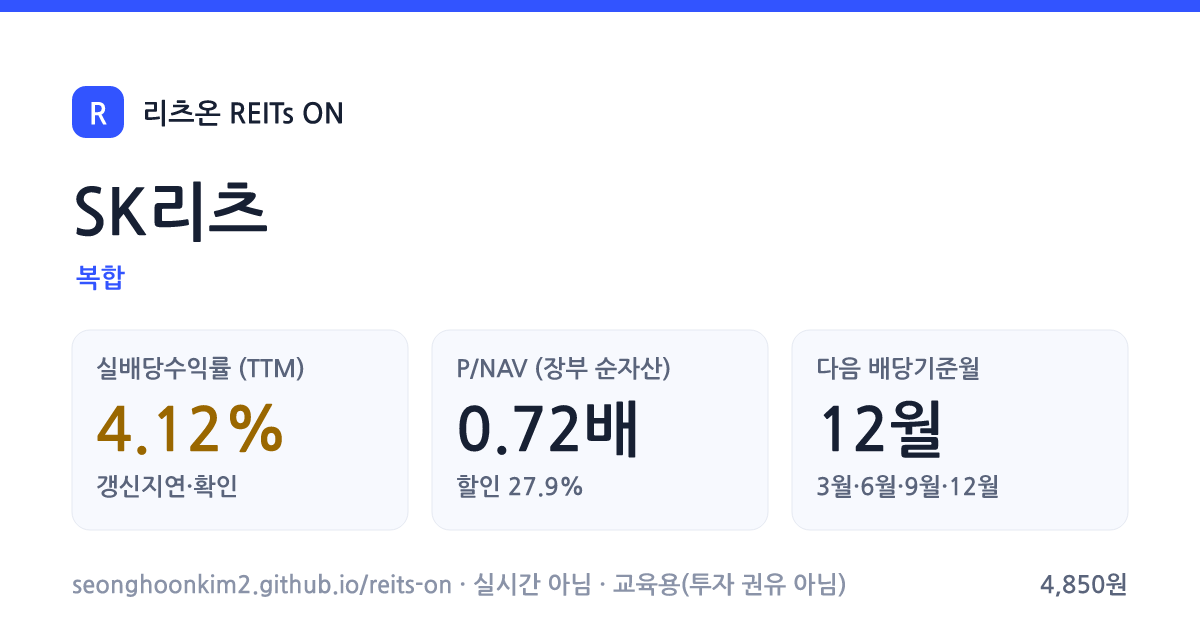 R
리츠온 REITs ON
SK리츠
복합
실배당수익률 (TTM)
4.12%
갱신지연·확인
P/NAV (장부 순자산)
0.72배
할인 27.9%
다음 배당기준월
12월
3월·6월·9월·12월
seonghoonkim2.github.io/reits-on · 실시간 아님 · 교육용(투자 권유 아님)
4,850원